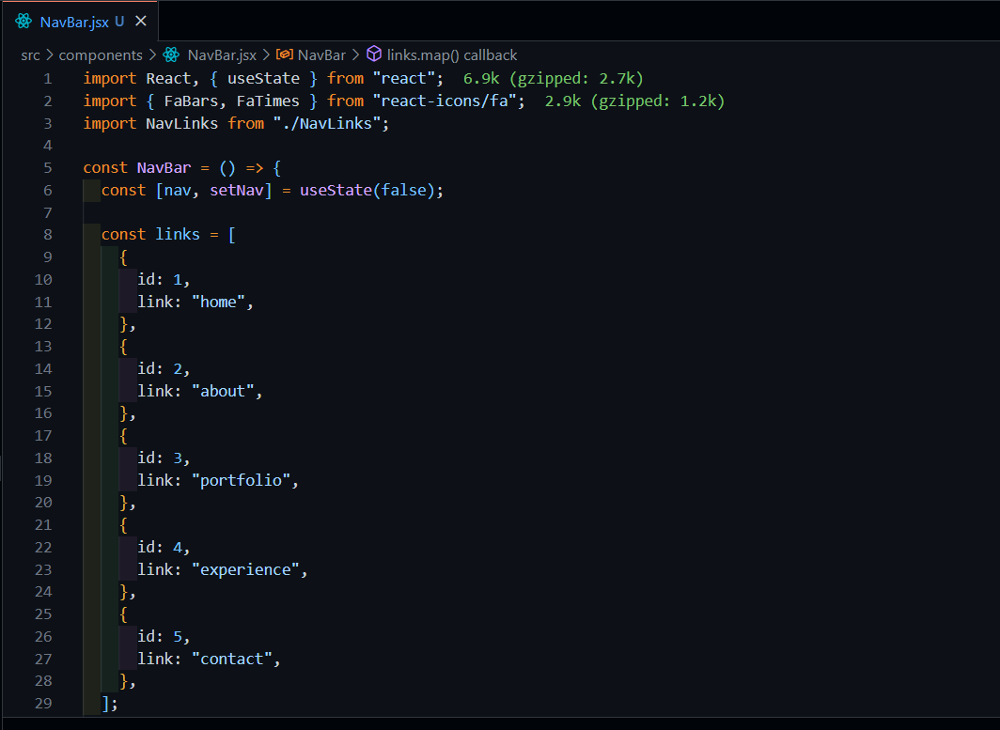 NavBar.jsx U
src > components > NavBar.jsx > NavBar > links.map() callback
1 import React, { useState } from "react"; 6.9k (gzipped: 2.7k)
2 import { FaBars, FaTimes } from "react-icons/fa"; 2.9k (gzipped: 1.2k)
3 import NavLinks from "./NavLinks";
4
5 const NavBar = () => {
6   const [nav, setNav] = useState(false);
7
8   const links = [
9     {
10       id: 1,
11       link: "home",
12     },
13     {
14       id: 2,
15       link: "about",
16     },
17     {
18       id: 3,
19       link: "portfolio",
20     },
21     {
22       id: 4,
23       link: "experience",
24     },
25     {
26       id: 5,
27       link: "contact",
28     },
29   ];